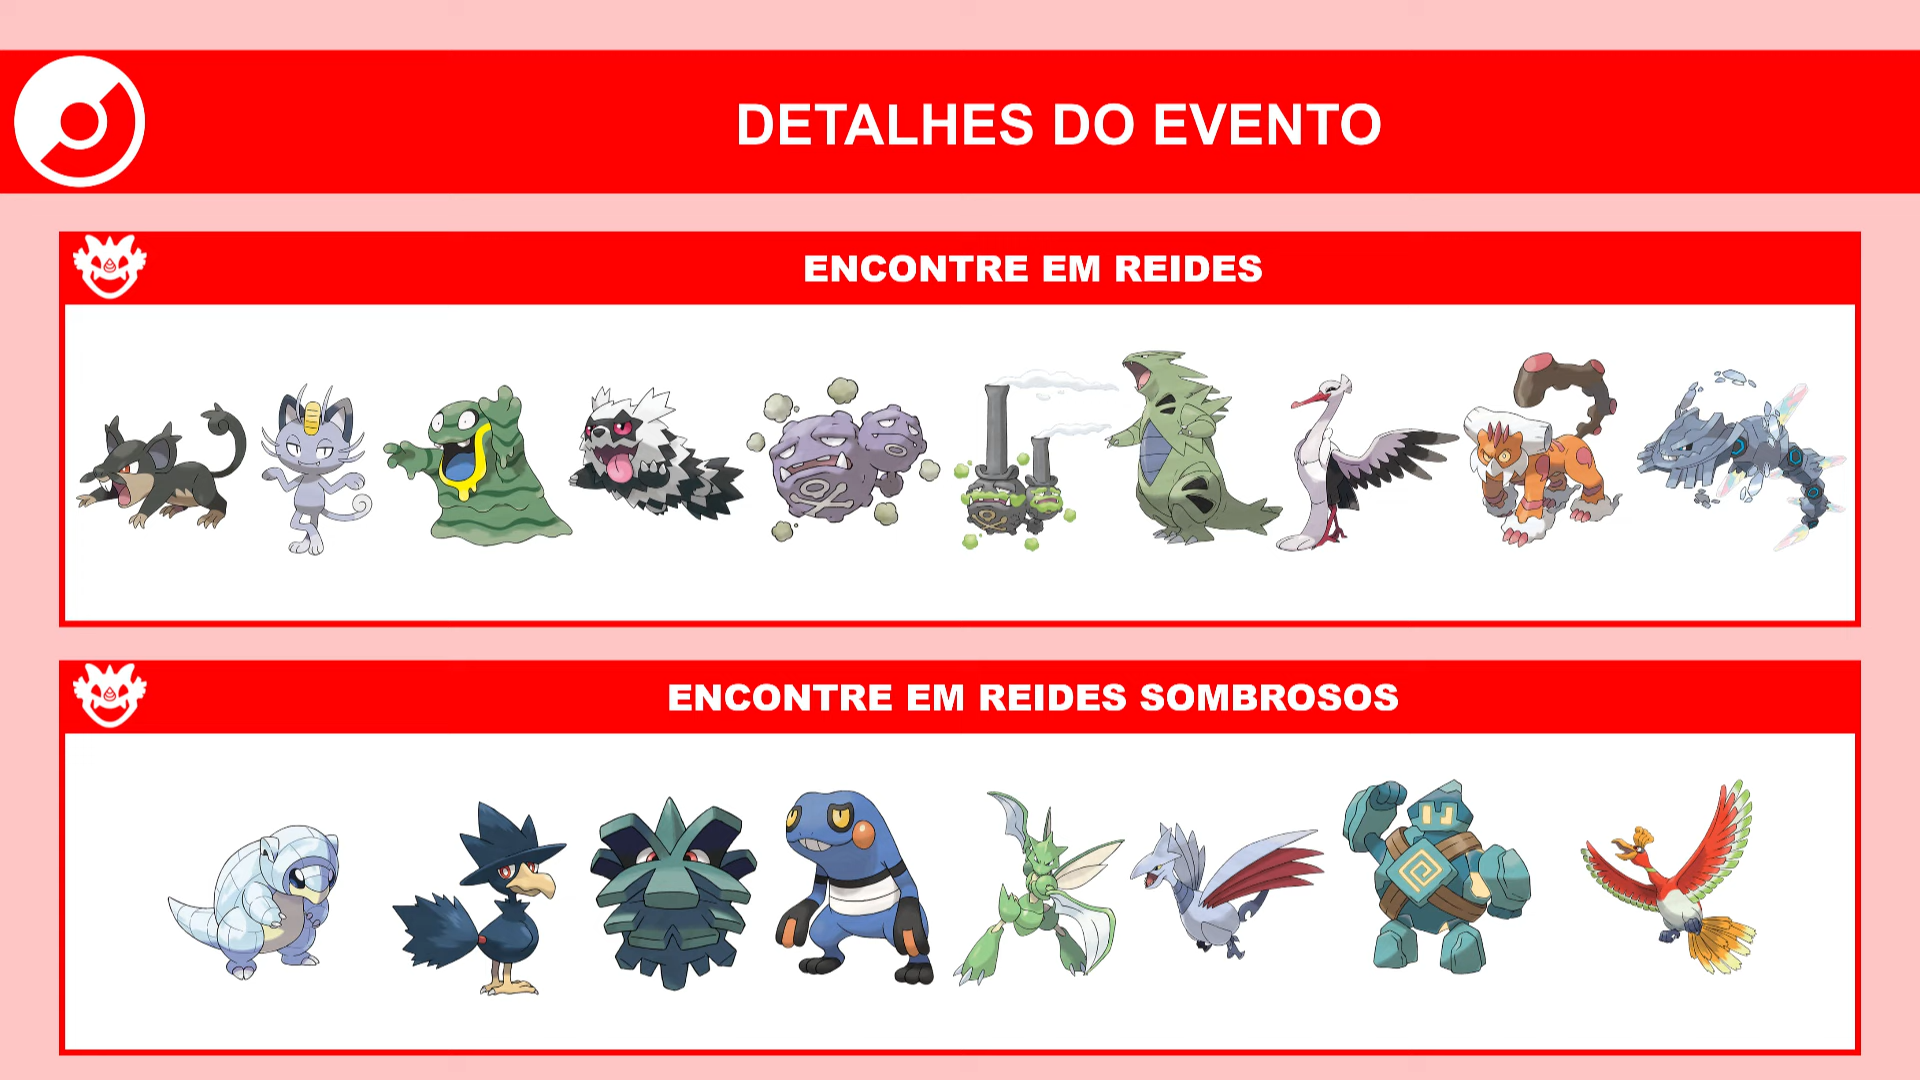 DETALHES DO EVENTO
ENCONTRE EM REIDES
ENCONTRE EM REIDES SOMBROSOS